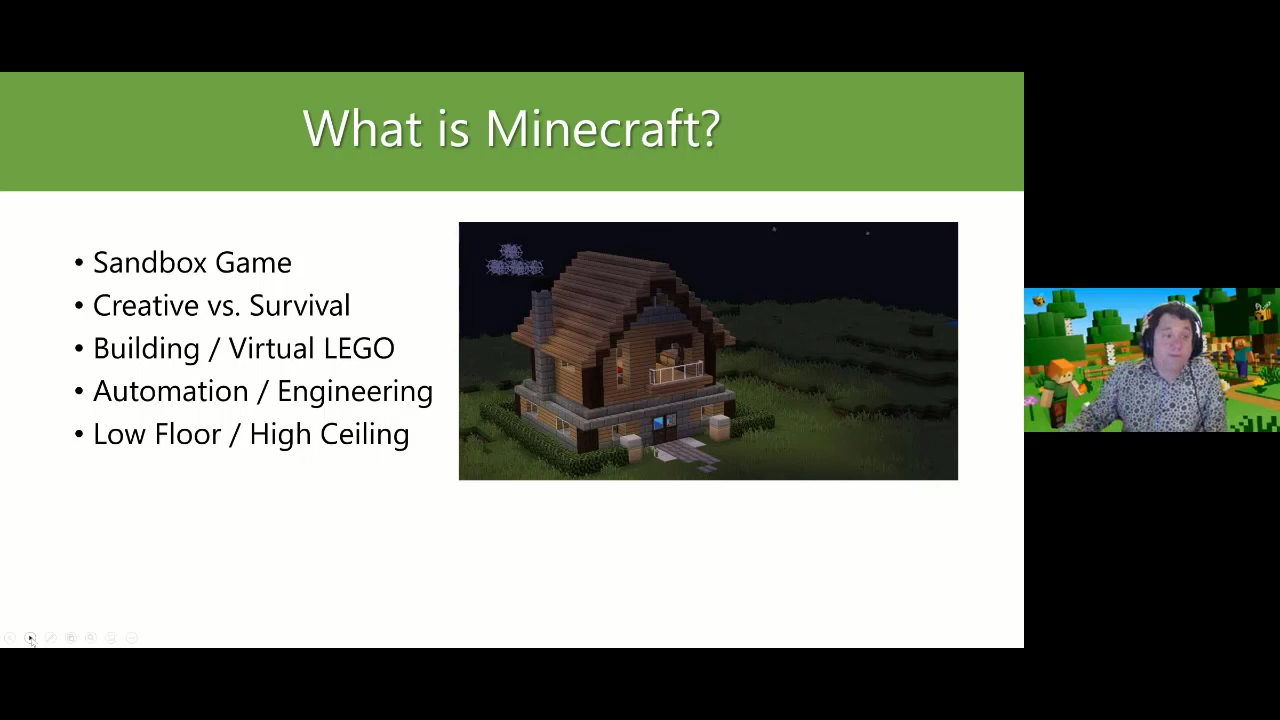 What is Minecraft?
• Sandbox Game
• Creative vs. Survival
• Building / Virtual LEGO
• Automation / Engineering
• Low Floor / High Ceiling